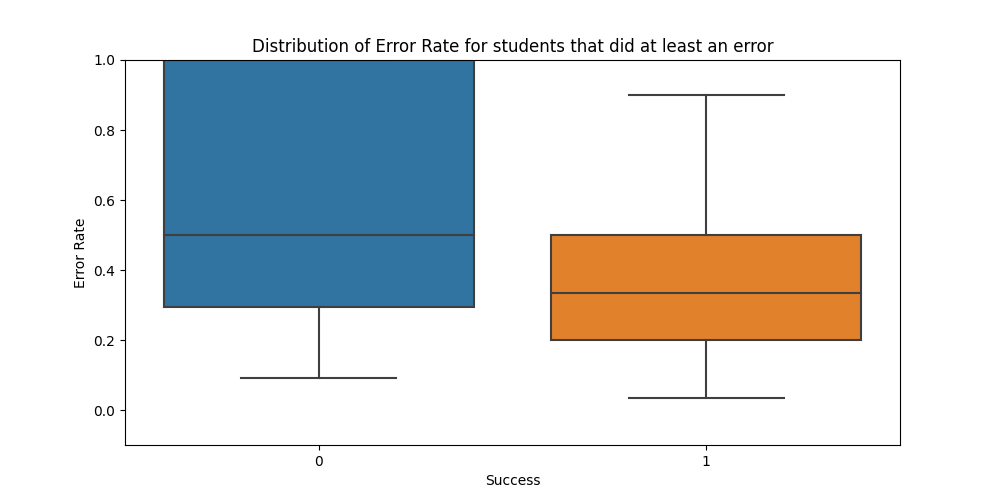 Distribution of Error Rate for students that did at least an error
1.0
0.8
0.6
0.4
0.2
0.0
Error Rate
0
1
Success